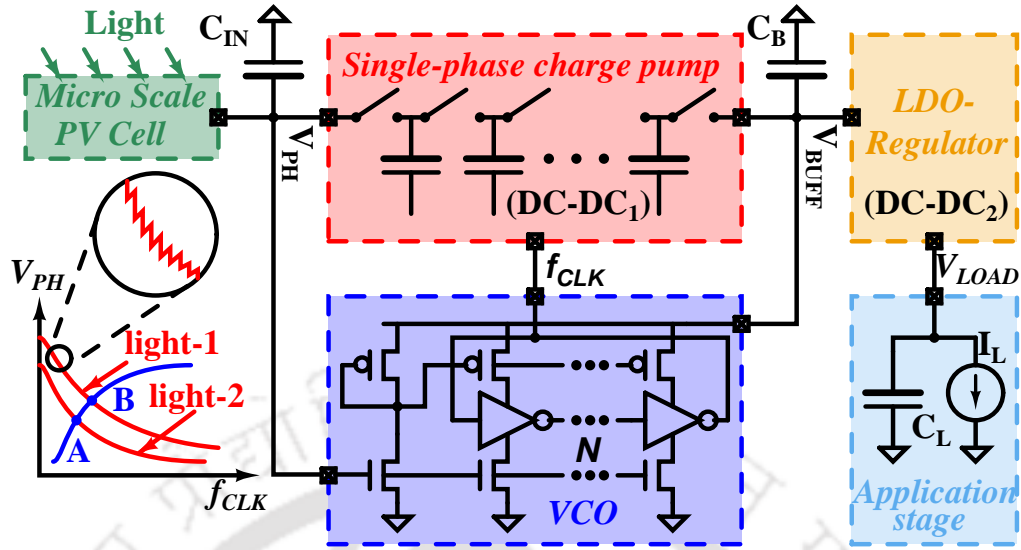 Light
Micro Scale
PV Cell
C_IN
V_PH
Single-phase charge pump
(DC-DC_1)
C_B
V_BUFF
LDO-
Regulator
(DC-DC_2)
V_PH
light-1
light-2
B
A
f_CLK
f_CLK
N
VCO
V_LOAD
I_L
C_L
Application
stage